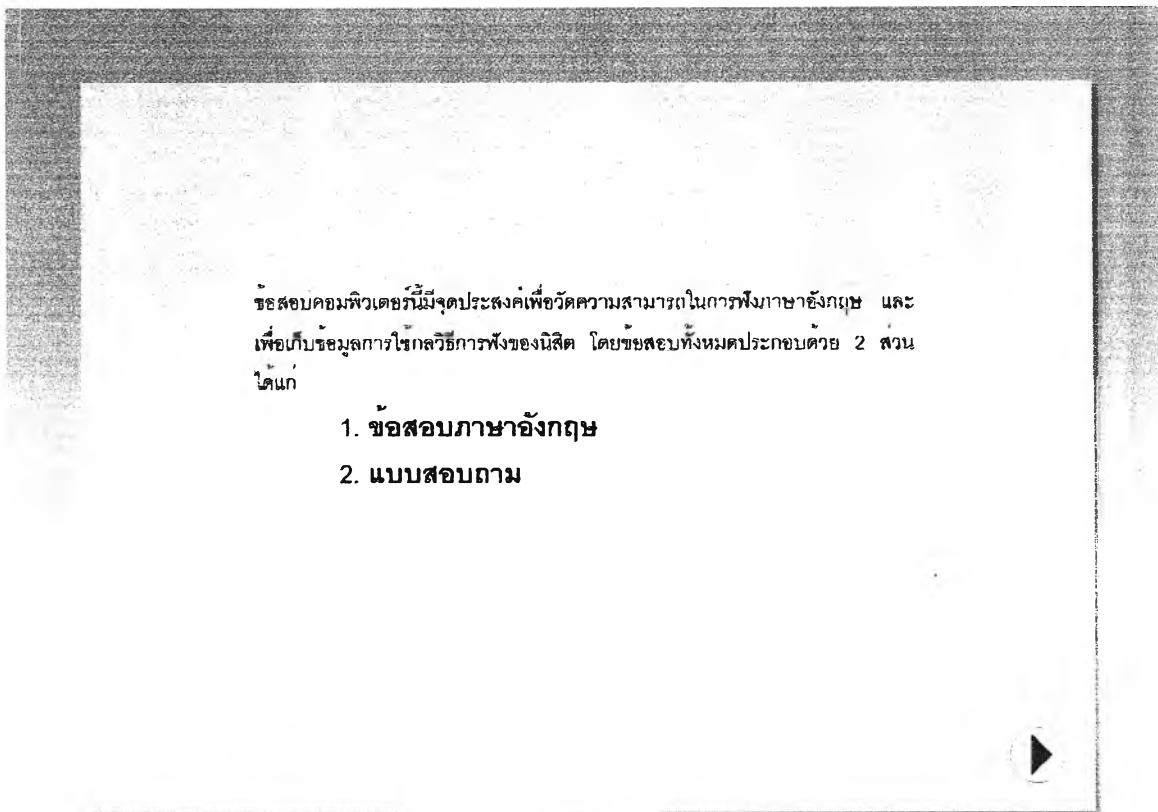 ข้อสอบคอมพิวเตอร์นี้มีจุดประสงค์เพื่อวัดความสามารถในการฟังภาษาอังกฤษ และ
เพื่อเก็บข้อมูลการใช้กลวิธีการฟังของนิสิต โดยข้อสอบทั้งหมดประกอบด้วย 2 ส่วน
ได้แก่
1. ข้อสอบภาษาอังกฤษ
2. แบบสอบถาม